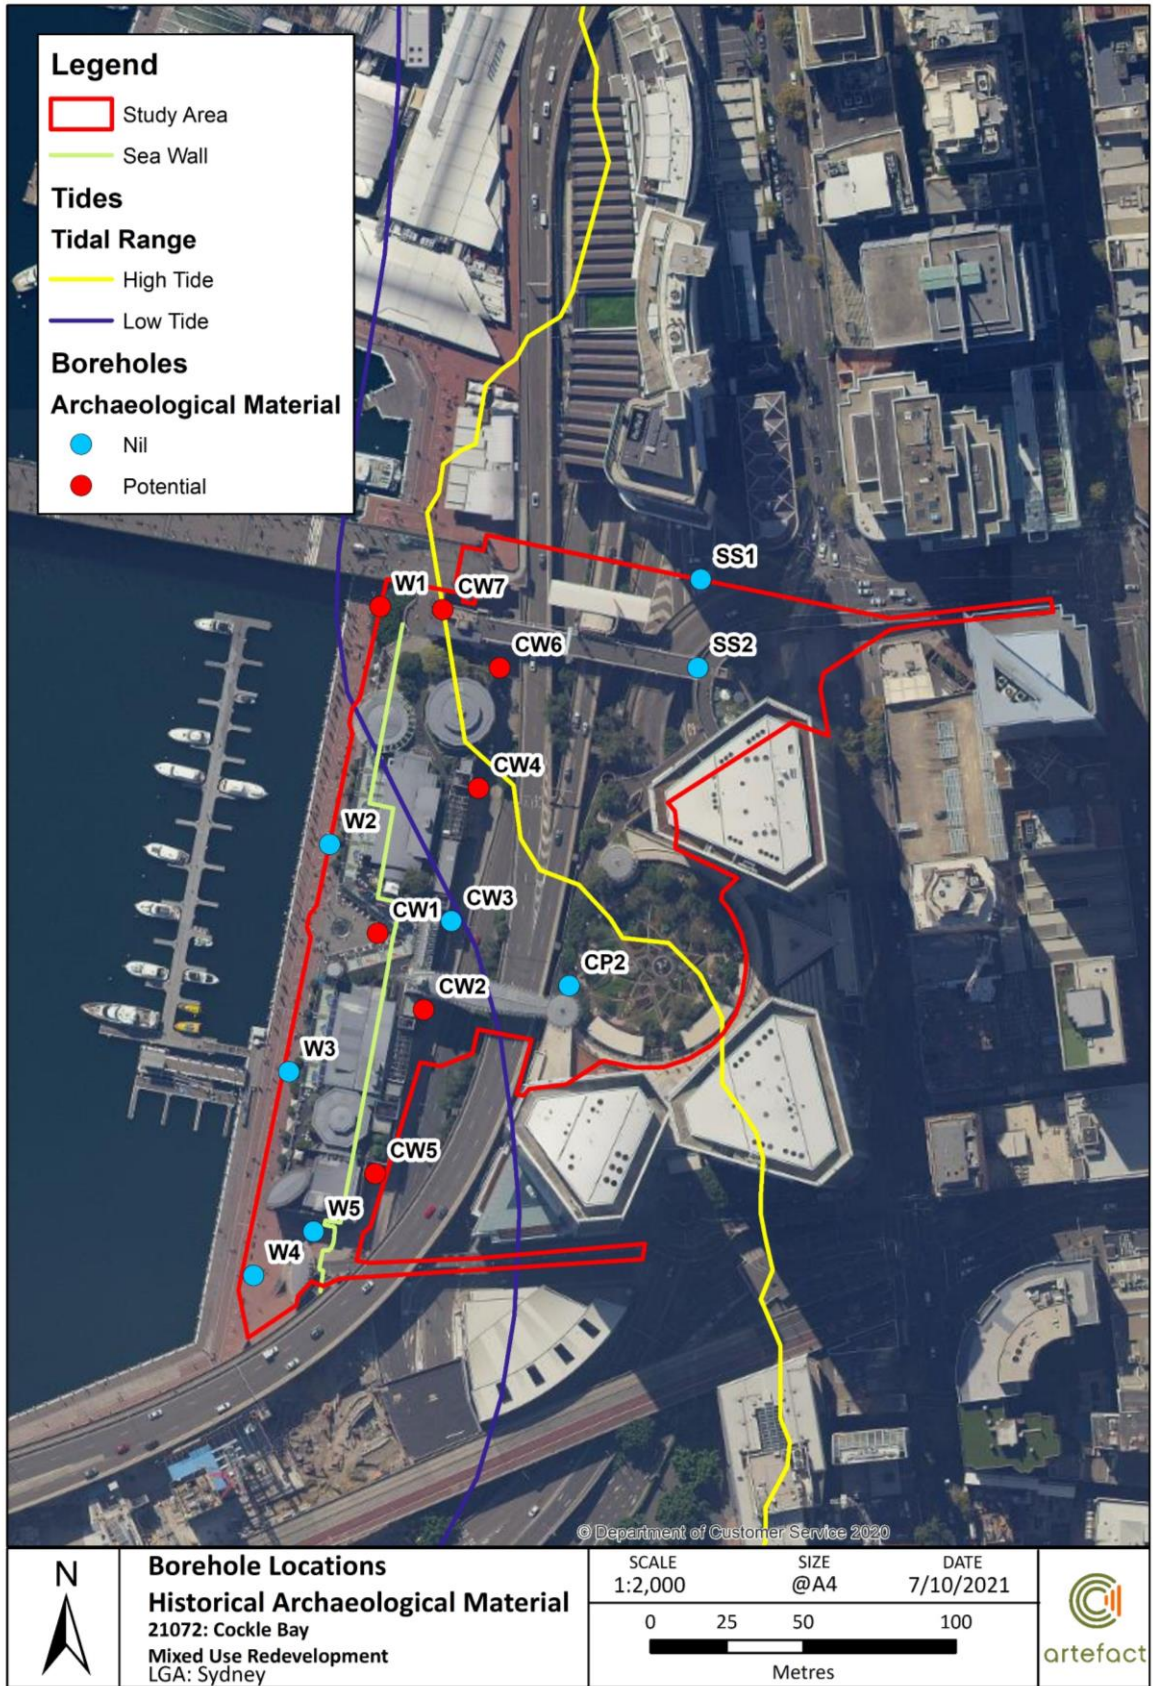 Legend
Study Area
Sea Wall
Tides
Tidal Range
High Tide
Low Tide
Boreholes
Archaeological Material
Nil
Potential
SS1
W1
CW7
CW6
SS2
CW4
W2
CW1
CW3
CP2
CW2
W3
CW5
W5
W4
© Department of Customer Service 2020
N
Borehole Locations
Historical Archaeological Material
21072: Cockle Bay
Mixed Use Redevelopment
LGA: Sydney
SCALE
1:2,000
SIZE
@A4
DATE
7/10/2021
0 25 50 100
Metres
artefact